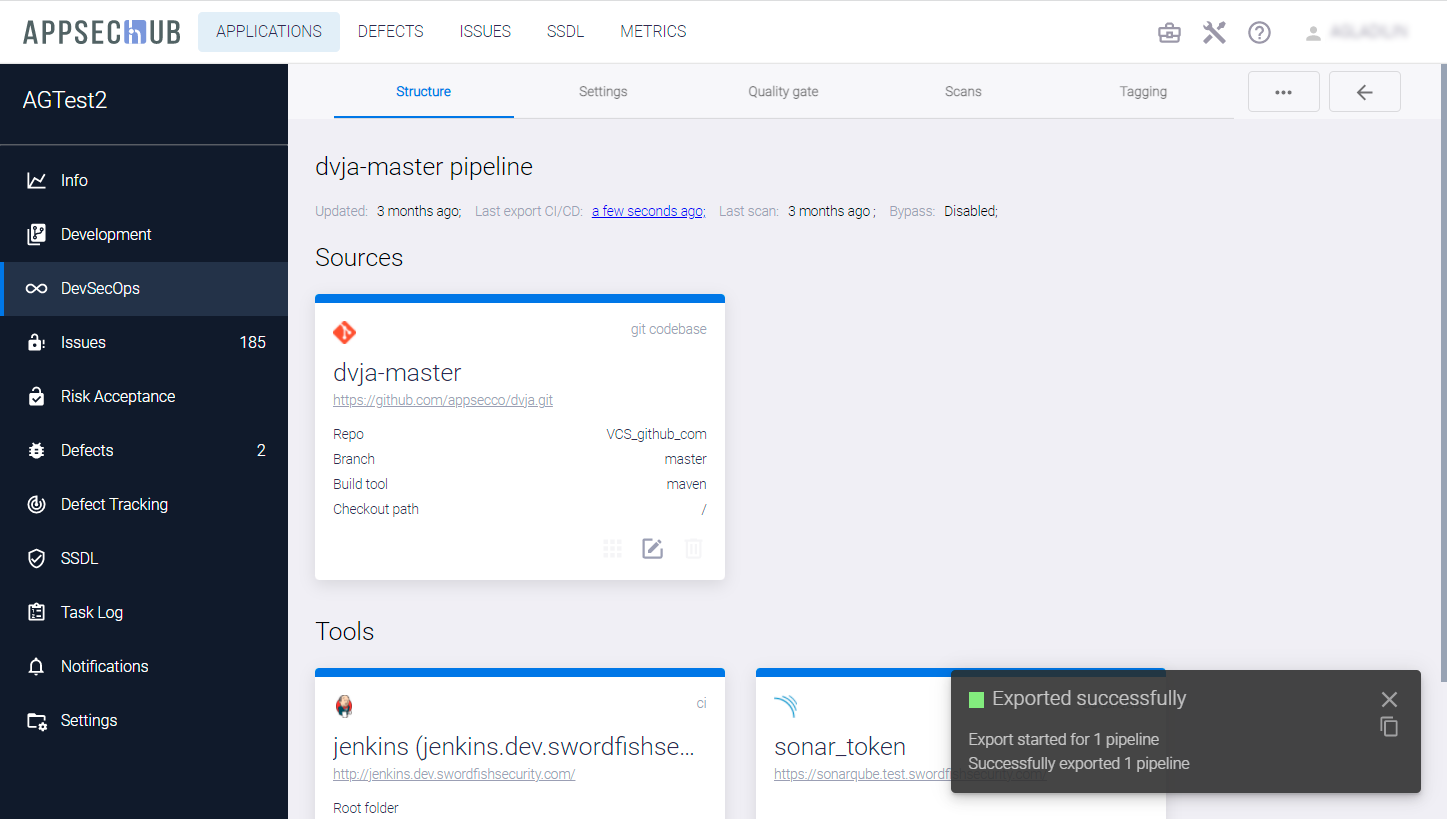 APPSECHUB
APPLICATIONS
DEFECTS
ISSUES
SSDL
METRICS
AGTest2
Info
Development
DevSecOps
Issues 185
Risk Acceptance
Defects 2
Defect Tracking
SSDL
Task Log
Notifications
Settings
Structure
Settings
Quality gate
Scans
Tagging
dvja-master pipeline
Updated: 3 months ago; Last export CI/CD: a few seconds ago; Last scan: 3 months ago ; Bypass: Disabled;
Sources
git codebase
dvja-master
https://github.com/appsecco/dvja.git
Repo VCS_github_com
Branch master
Build tool maven
Checkout path /
Tools
ci
jenkins (jenkins.dev.swordfishse...
http://jenkins.dev.swordfishsecurity.com/
Root folder
sonar_token
https://sonarqube.test.swordfishsecurity.com/
Exported successfully
Export started for 1 pipeline
Successfully exported 1 pipeline